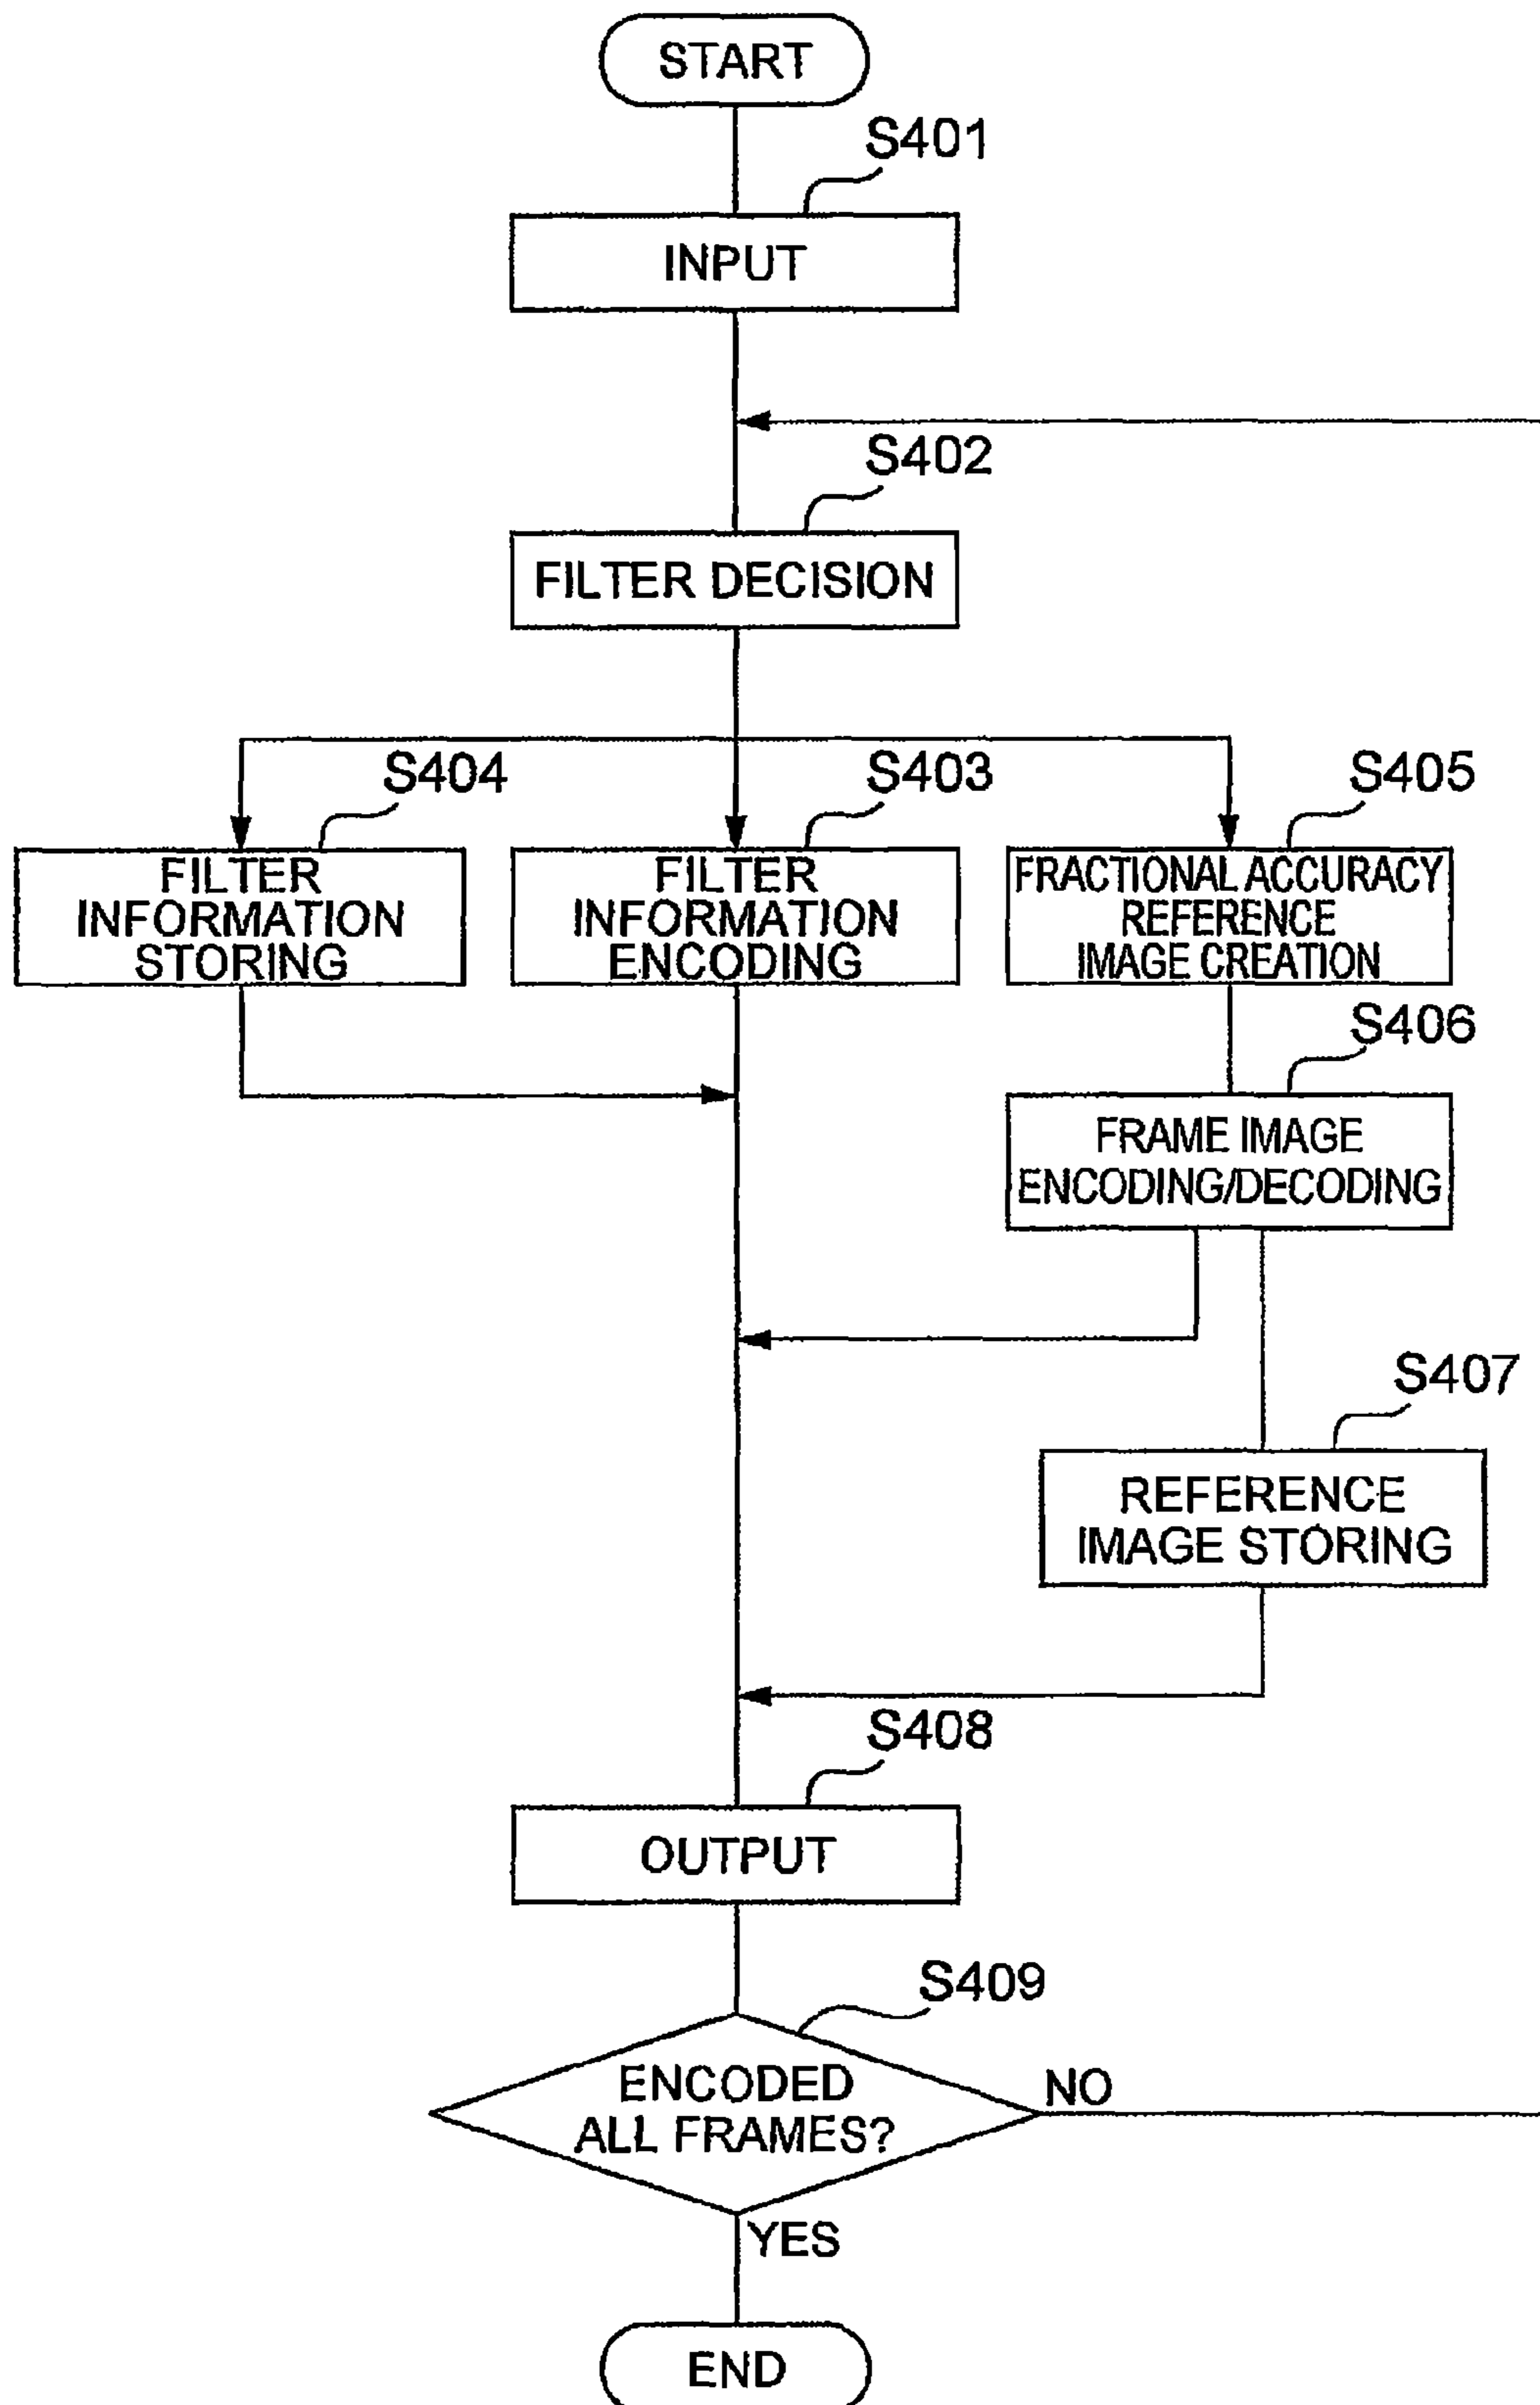 START
S401
INPUT
S402
FILTER DECISION
S404
S403
S405
FILTER
INFORMATION
STORING
FILTER
INFORMATION
ENCODING
FRACTIONAL ACCURACY
REFERENCE
IMAGE CREATION
S406
FRAME IMAGE
ENCODING/DECODING
S407
REFERENCE
IMAGE STORING
S408
OUTPUT
S409
ENCODED
ALL FRAMES?
NO
YES
END